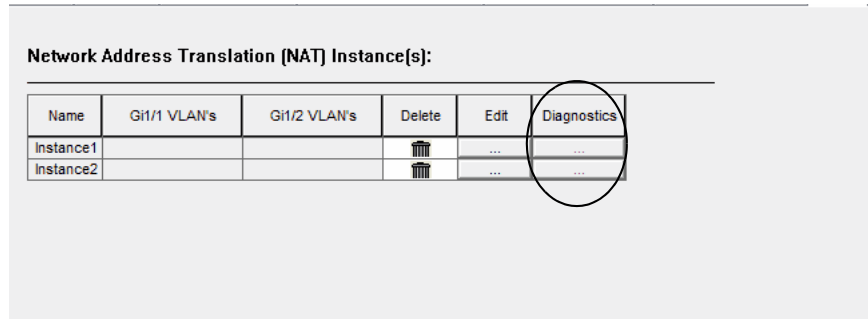 Network Address Translation (NAT) Instance(s):
Name Gi1/1 VLAN's Gi1/2 VLAN's Delete Edit Diagnostics
Instance1 ... ...
Instance2 ... ...